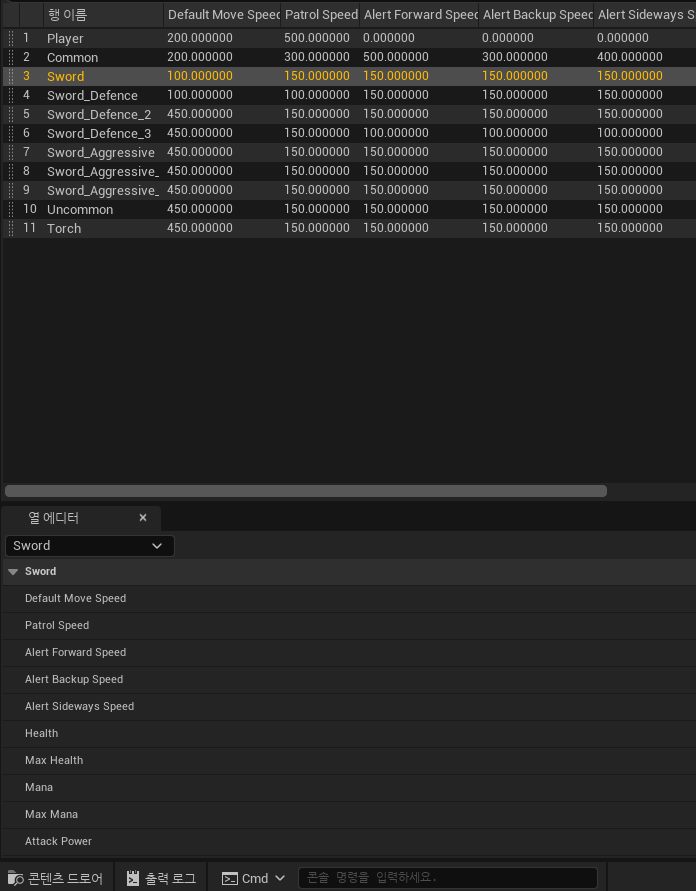 행 이름 Default Move Speed Patrol Speed Alert Forward Speed Alert Backup Speed Alert Sideways S
1 Player 200.000000 500.000000 0.000000 0.000000 0.000000
2 Common 200.000000 300.000000 500.000000 300.000000 400.000000
3 Sword 100.000000 150.000000 150.000000 150.000000 150.000000
4 Sword_Defence 100.000000 100.000000 150.000000 150.000000 150.000000
5 Sword_Defence_2 450.000000 150.000000 150.000000 150.000000 150.000000
6 Sword_Defence_3 450.000000 150.000000 100.000000 100.000000 100.000000
7 Sword_Aggressive 450.000000 150.000000 150.000000 150.000000 150.000000
8 Sword_Aggressive_ 450.000000 150.000000 150.000000 150.000000 150.000000
9 Sword_Aggressive_ 450.000000 150.000000 150.000000 150.000000 150.000000
10 Uncommon 450.000000 150.000000 150.000000 150.000000 150.000000
11 Torch 450.000000 150.000000 150.000000 150.000000 150.000000
열 에디터
Sword
Sword
Default Move Speed
Patrol Speed
Alert Forward Speed
Alert Backup Speed
Alert Sideways Speed
Health
Max Health
Mana
Max Mana
Attack Power
콘텐츠 드로어 출력 로그 Cmd 콘솔 명령을 입력하세요.